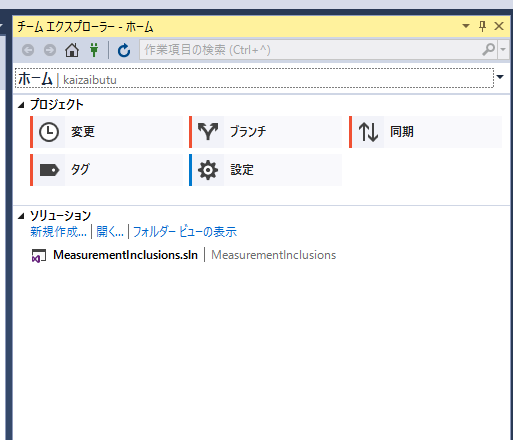 チーム エクスプローラー - ホーム
作業項目の検索 (Ctrl+^)
ホーム | kaizaibutu
プロジェクト
変更 ブランチ 同期
タグ 設定
ソリューション
新規作成... | 開く... | フォルダー ビューの表示
MeasurementInclusions.sln | MeasurementInclusions